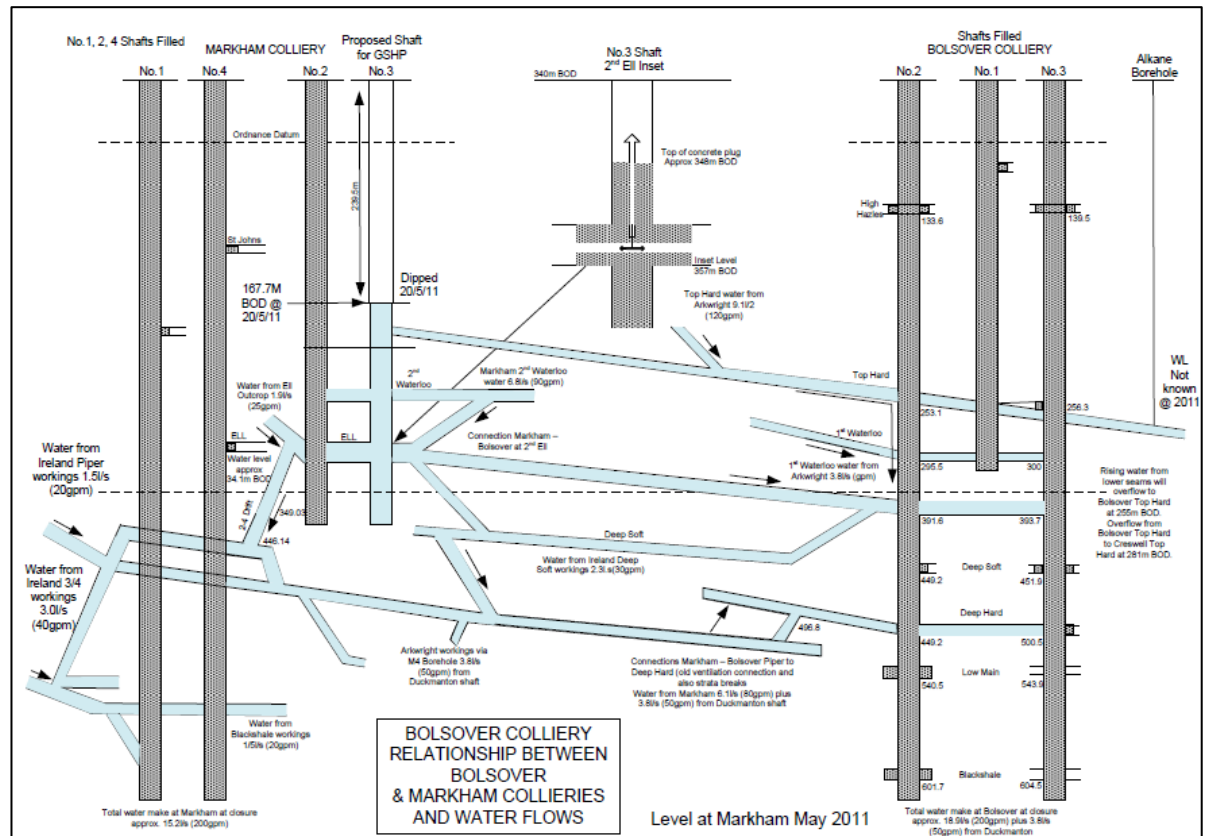 No.1, 2, 4 Shafts Filled
MARKHAM COLLIERY
Proposed Shaft
for GSHP
No.1
No.4
No.2
No.3
No.3 Shaft
2nd Ell Inset
340m BOD
Shafts Filled
BOLSOVER COLLIERY
No.2
No.1
No.3
Alkane
Borehole
Ordnance Datum
239.5m
Top of concrete plug
Approx 348m BOD
High
Hazles
133.6
139.5
St Johns
Inset Level
357m BOD
167.7M
BOD @
20/5/11
Dipped
20/5/11
Top Hard water from
Arkwright 9.1l/2
(120gpm)
Water from Ell
Outcrop 1.9l/s
(25gpm)
2nd
Waterloo
Markham 2nd Waterloo
water 6.8l/s (90gpm)
Top Hard
253.1
256.3
WL
Not
known
@ 2011
ELL
ELL
Connection Markham –
Bolsover at 2nd Ell
1st Waterloo
Water from
Ireland Piper
workings 1.5l/s
(20gpm)
Water level
approx
34.1m BOD
1st Waterloo water from
Arkwright 3.8l/s (gpm)
295.5
300
Rising water from
lower seams will
overflow to
Bolsover Top Hard
at 255m BOD.
Overflow from
Bolsover Top Hard
to Creswell Top
Hard at 281m BOD.
2-4 Drift
349.03
446.14
391.6
393.7
Deep Soft
Water from Ireland Deep
Soft workings 2.3l.s(30gpm)
Deep Soft
449.2
451.9
Water from
Ireland 3/4
workings
3.0l/s
(40gpm)
Deep Hard
496.8
449.2
500.5
Arkwright workings via
M4 Borehole 3.8l/s
(50gpm) from
Duckmanton shaft
Connections Markham – Bolsover Piper to
Deep Hard (old ventilation connection and
also strata breaks
Water from Markham 6.1l/s (80gpm) plus
3.8l/s (50gpm) from Duckmanton shaft
Low Main
540.5
543.9
Water from
Blackshale workings
1/5l/s (20gpm)
BOLSOVER COLLIERY
RELATIONSHIP BETWEEN
BOLSOVER
& MARKHAM COLLIERIES
AND WATER FLOWS
Blackshale
601.7
604.5
Total water make at Markham at closure
approx. 15.2l/s (200gpm)
Level at Markham May 2011
Total water make at Bolsover at closure
approx. 18.9l/s (200gpm) plus 3.8l/s
(50gpm) from Duckmanton